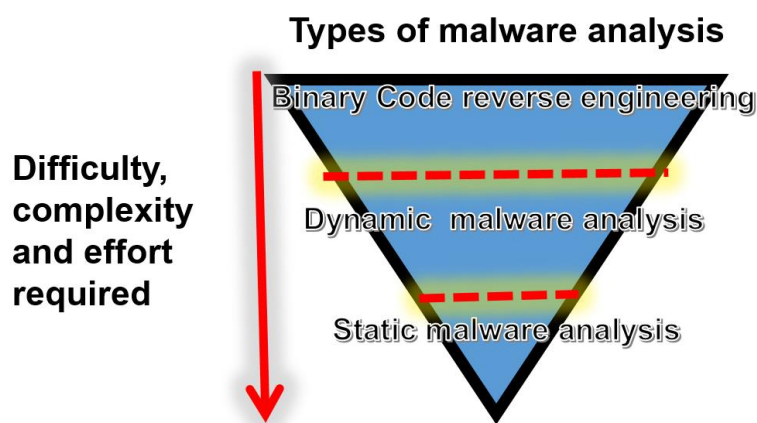 Types of malware analysis
Binary Code reverse engineering
Difficulty,
complexity
and effort
required
Dynamic malware analysis
Static malware analysis